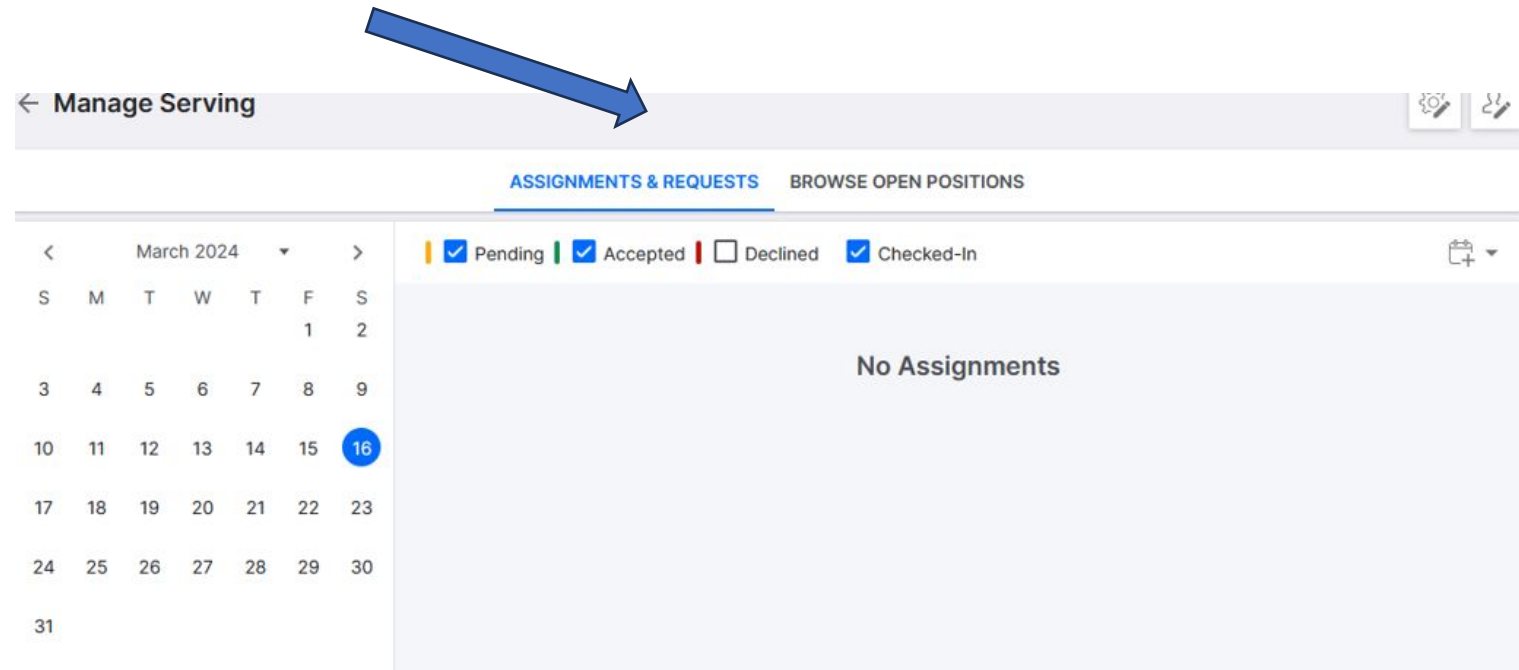 Manage Serving
ASSIGNMENTS & REQUESTS BROWSE OPEN POSITIONS
March 2024
Pending Accepted Declined Checked-In
S M T W T F S
1 2
No Assignments
3 4 5 6 7 8 9
10 11 12 13 14 15 16
17 18 19 20 21 22 23
24 25 26 27 28 29 30
31